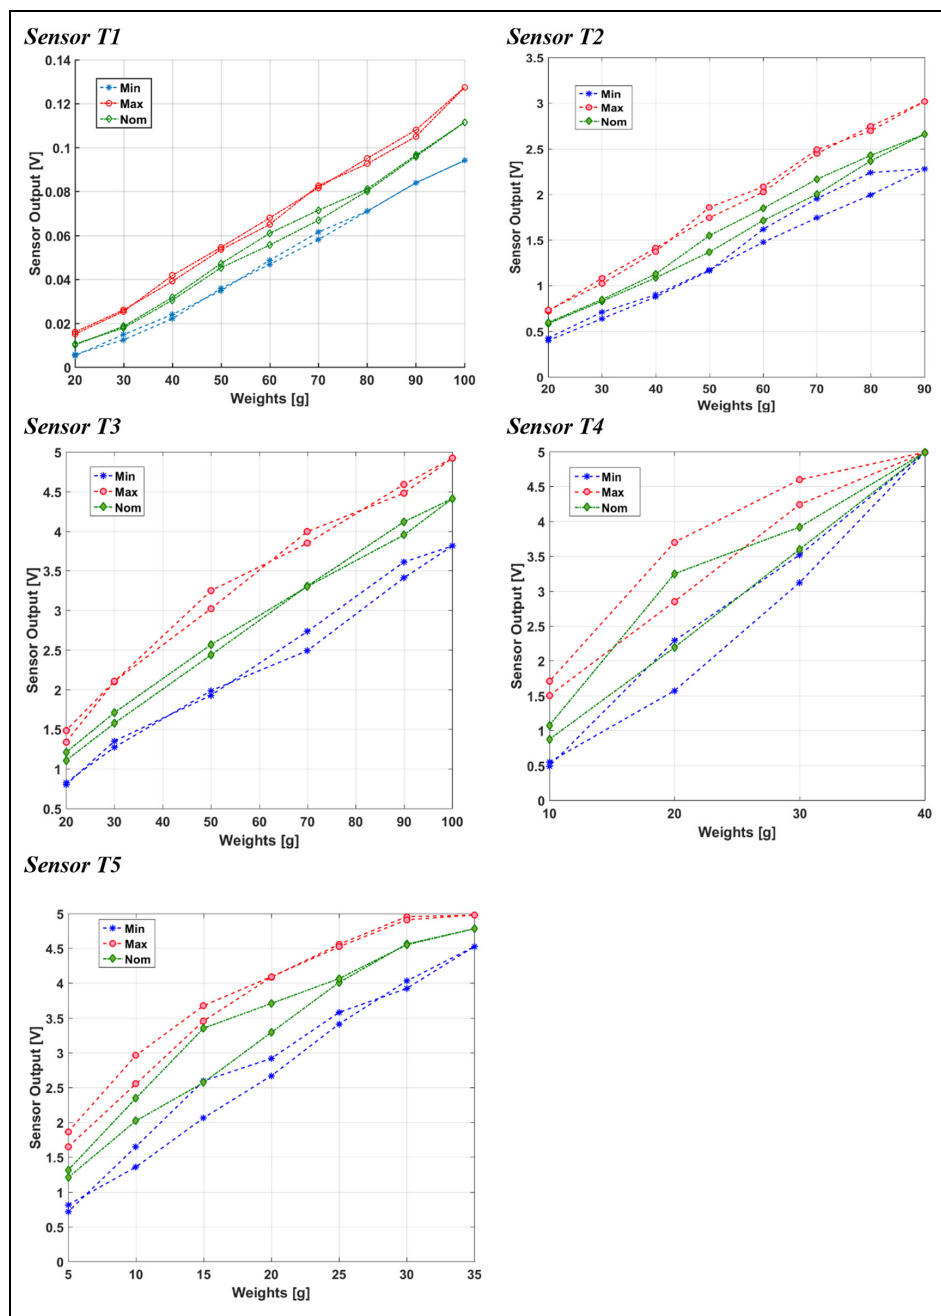 Sensor T1
0.14
0.12
0.1
0.08
0.06
0.04
0.02
0
Sensor Output [V]
Min
Max
Nom
20 30 40 50 60 70 80 90 100
Weights [g]
Sensor T2
3.5
3
2.5
2
1.5
1
0.5
0
Sensor Output [V]
Min
Max
Nom
20 30 40 50 60 70 80 90
Weights [g]
Sensor T3
5
4.5
4
3.5
3
2.5
2
1.5
1
0.5
Sensor Output [V]
Min
Max
Nom
20 30 40 50 60 70 80 90 100
Weights [g]
Sensor T4
5
4.5
4
3.5
3
2.5
2
1.5
1
0.5
0
Sensor Output [V]
Min
Max
Nom
10 20 30 40
Weights [g]
Sensor T5
5
4.5
4
3.5
3
2.5
2
1.5
1
0.5
0
Sensor Output [V]
Min
Max
Nom
5 10 15 20 25 30 35
Weights [g]